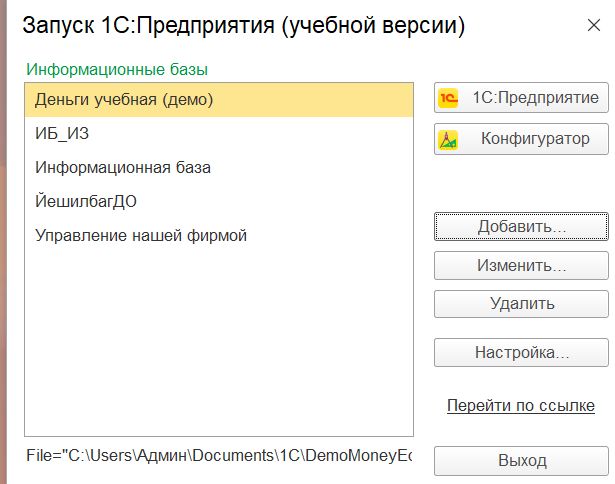 Запуск 1С:Предприятия (учебной версии)
Информационные базы
Деньги учебная (демо)
ИБ_ИЗ
Информационная база
ЙешилбагДО
Управление нашей фирмой
File="C:\Users\Админ\Documents\1C\DemoMoneyEc
1С:Предприятие
Конфигуратор
Добавить...
Изменить...
Удалить
Настройка...
Перейти по ссылке
Выход